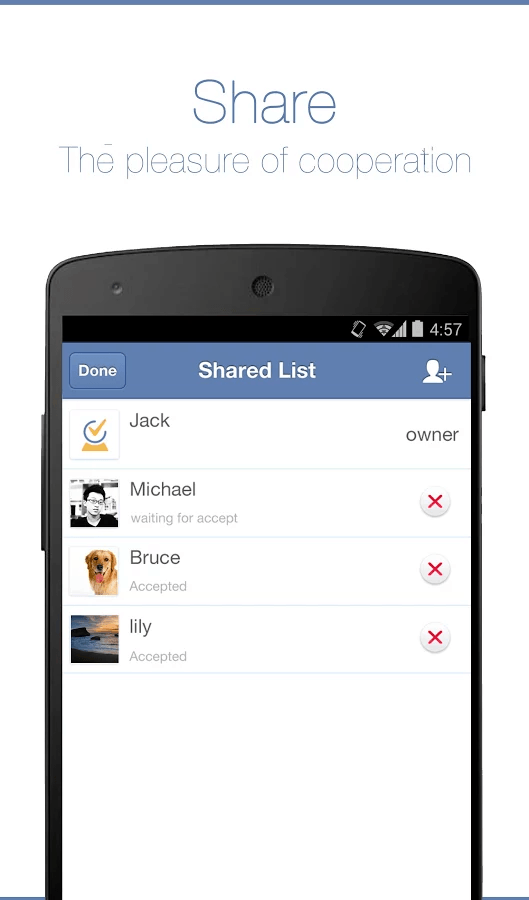 Share
The pleasure of cooperation
4:57
Done
Shared List
Jack
owner
Michael
waiting for accept
Bruce
Accepted
lily
Accepted